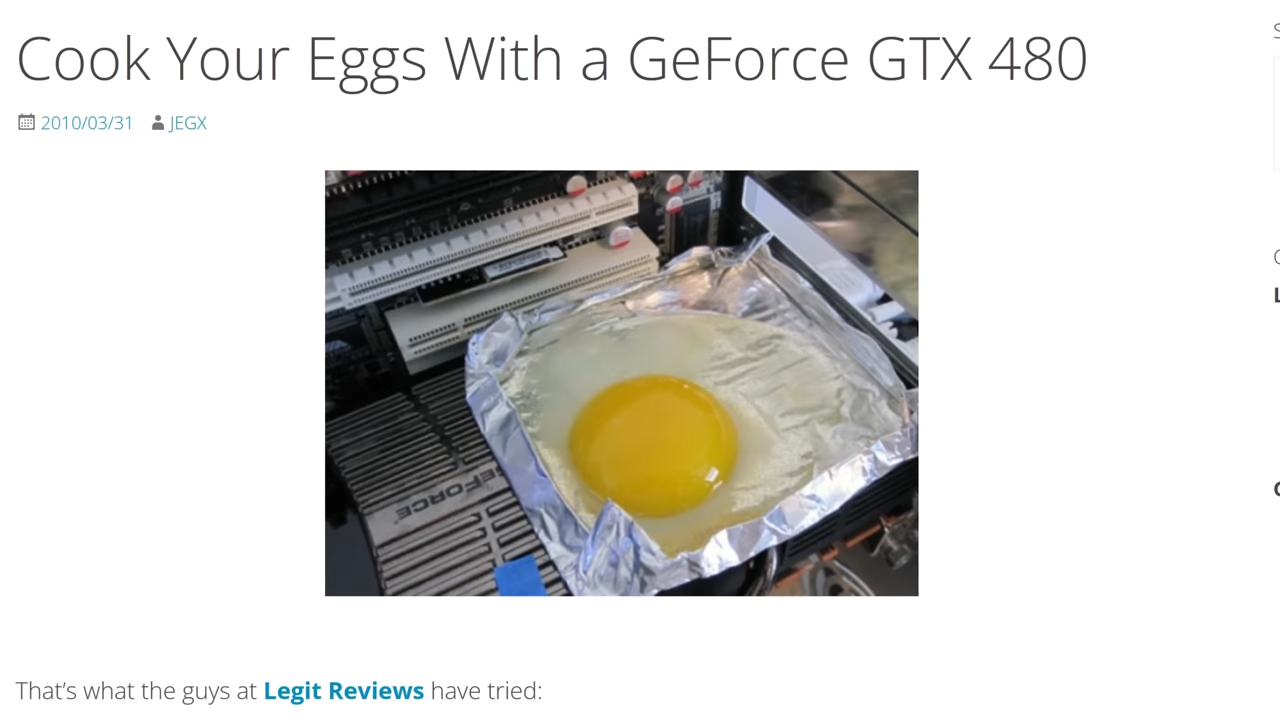 Cook Your Eggs With a GeForce GTX 480
2010/03/31 JEGX
GEFORCE
GEFORCE
That's what the guys at Legit Reviews have tried: